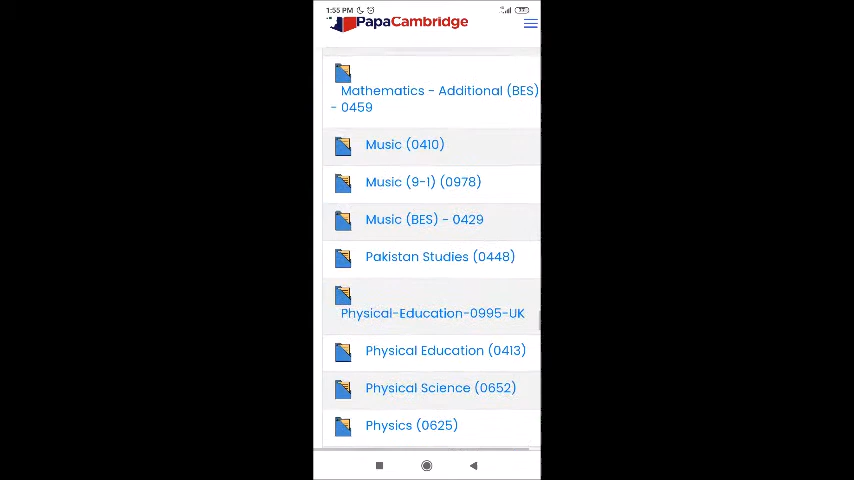 1:55 PM
PapaCambridge
Mathematics - Additional (BES)
- 0459
Music (0410)
Music (9-1) (0978)
Music (BES) - 0429
Pakistan Studies (0448)
Physical-Education-0995-UK
Physical Education (0413)
Physical Science (0652)
Physics (0625)